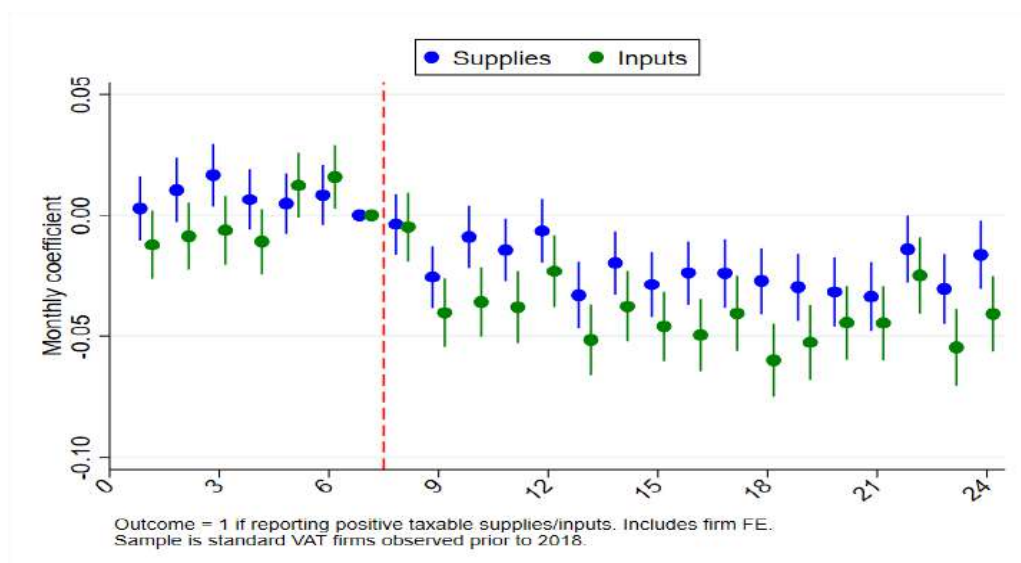 Supplies Inputs
Monthly coefficient
0.05
0.00
-0.05
-0.10
0 3 6 9 12 15 18 21 24
Outcome = 1 if reporting positive taxable supplies/inputs. Includes firm FE.
Sample is standard VAT firms observed prior to 2018.